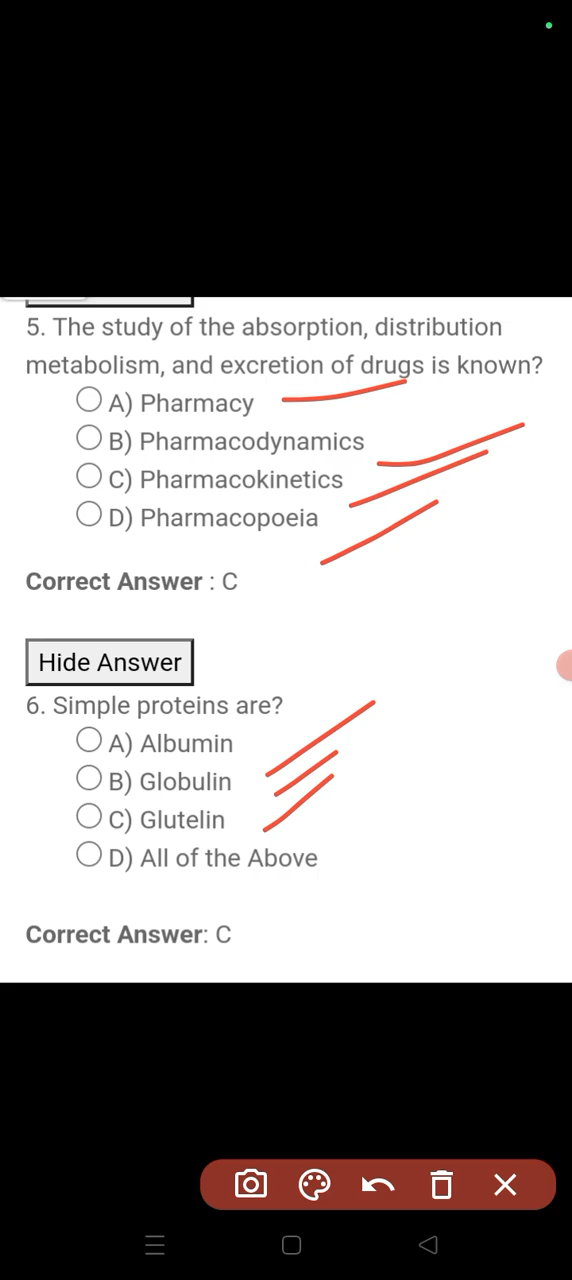 5. The study of the absorption, distribution
metabolism, and excretion of drugs is known?
A) Pharmacy
B) Pharmacodynamics
C) Pharmacokinetics
D) Pharmacopoeia
Correct Answer : C
Hide Answer
6. Simple proteins are?
A) Albumin
B) Globulin
C) Glutelin
D) All of the Above
Correct Answer: C